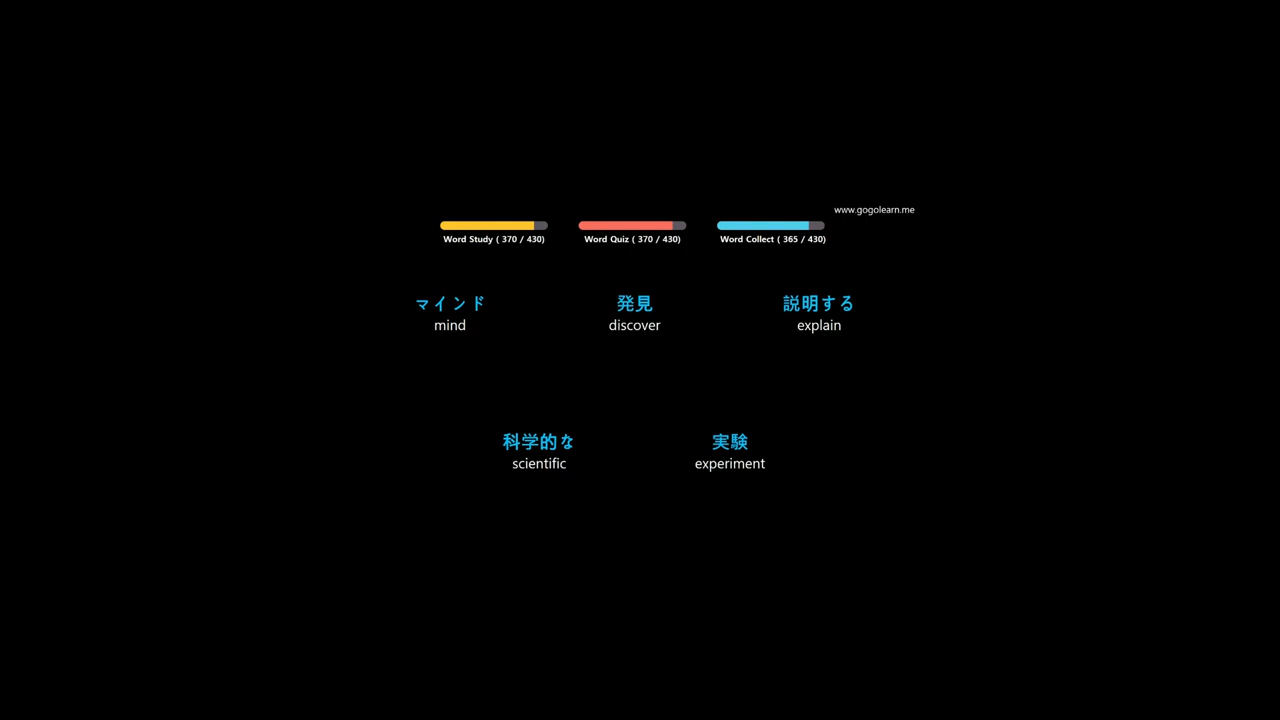 www.gogolearn.me
Word Study ( 370 / 430)
Word Quiz ( 370 / 430)
Word Collect ( 365 / 430)
マインド
mind
発見
discover
説明する
explain
科学的な
scientific
実験
experiment